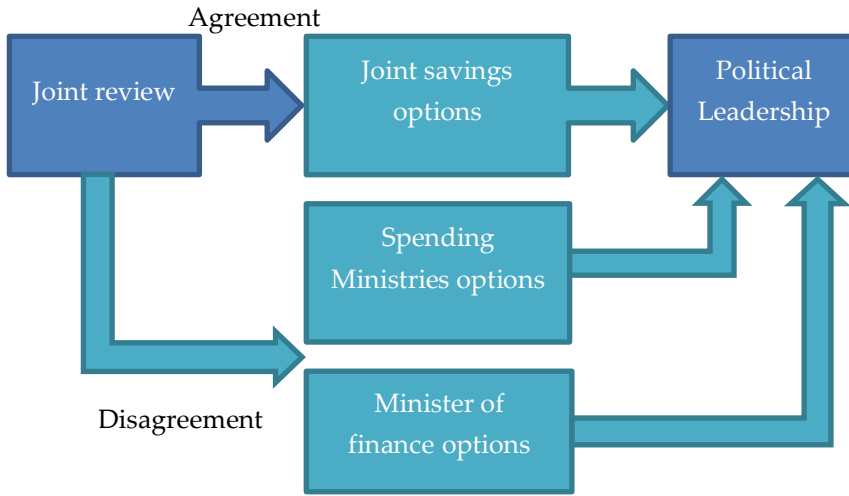 Agreement
Joint review
Joint savings
options
Political
Leadership
Spending
Ministries options
Disagreement
Minister of
finance options